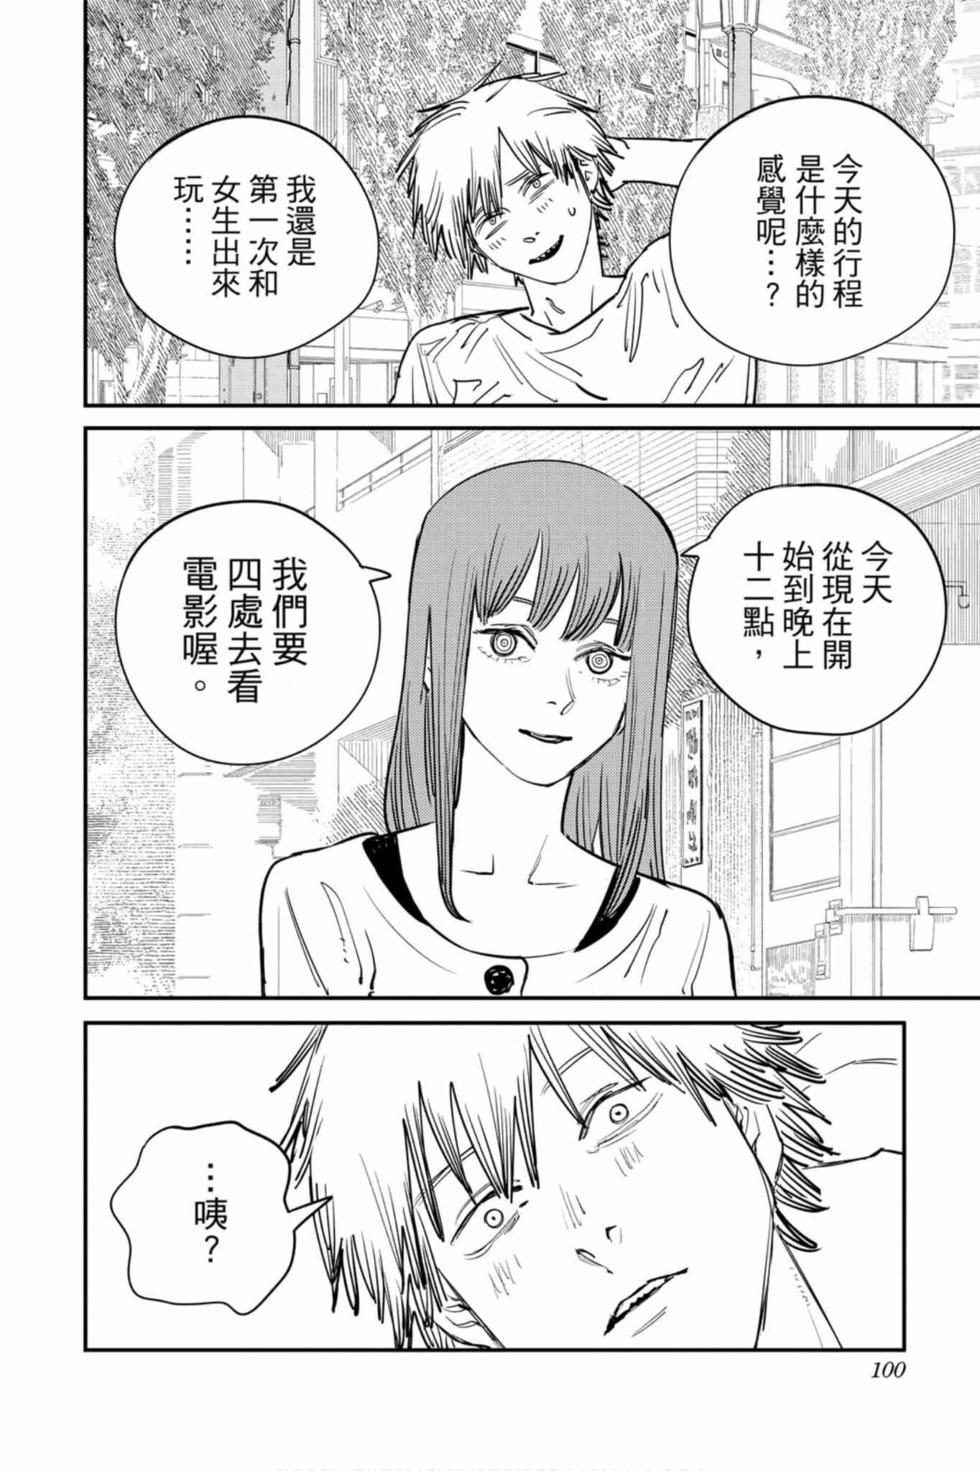 今天的行程
是什麼樣的
感覺呢…?
我還是
第一次和
女生出來
玩……
今天
從現在開
始到晚上
十二點，
我們要
四處去看
電影喔。
…咦?
100